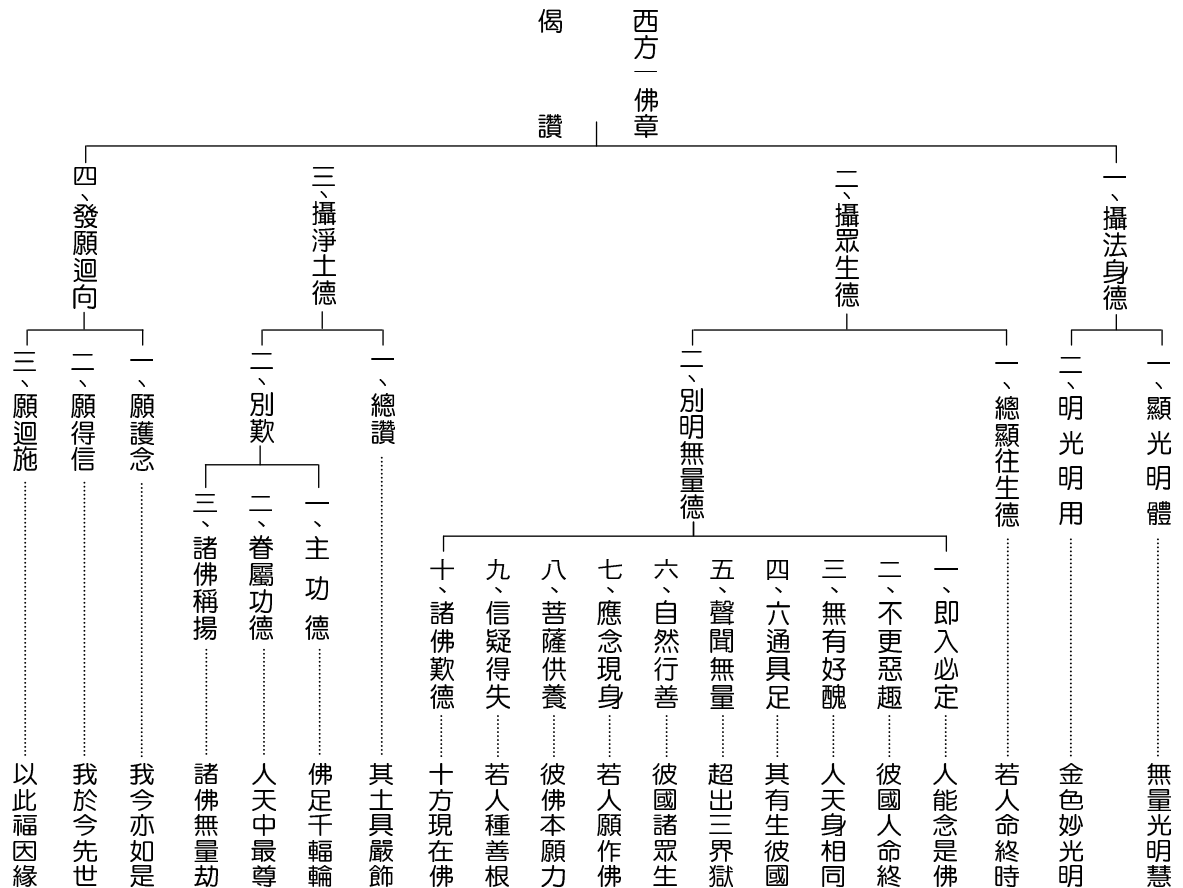 西方一佛章
偈讚
一、攝法身德
二、攝眾生德
三、攝淨土德
四、發願迴向
一、顯光明體
二、明光明用
一、總顯往生德
二、別明無量德
一、總讚
二、別歎
一、願護念
二、願得信
三、願迴施
一、即入必定
二、不更惡趣
三、無有好醜
四、六通具足
五、聲聞無量
六、自然行善
七、應念現身
八、菩薩供養
九、信疑得失
十、諸佛歎德
一、主功德
二、眷屬功德
三、諸佛稱揚
無量光明慧
金色妙光明
若人命終時
人能念是佛
彼國人命終
人天身相同
其有生彼國
超出三界獄
彼國諸眾生
若人願作佛
彼佛本願力
若人種善根
十方現在佛
其土具嚴飾
佛足千輻輪
人天中最尊
諸佛無量劫
我今亦如是
我於今先世
以此福因緣